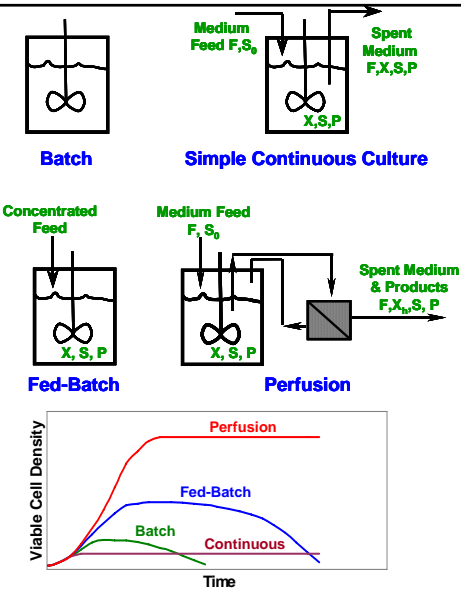 Medium
Feed F,S₀
Spent
Medium
F,X,S,P
X,S,P
Batch
Simple Continuous Culture
Concentrated
Feed
Medium Feed
F, S₀
Spent Medium
& Products
F,Xₕ,S, P
X, S, P
X, S, P
Fed-Batch
Perfusion
Perfusion
Fed-Batch
Batch
Continuous
Viable Cell Density
Time